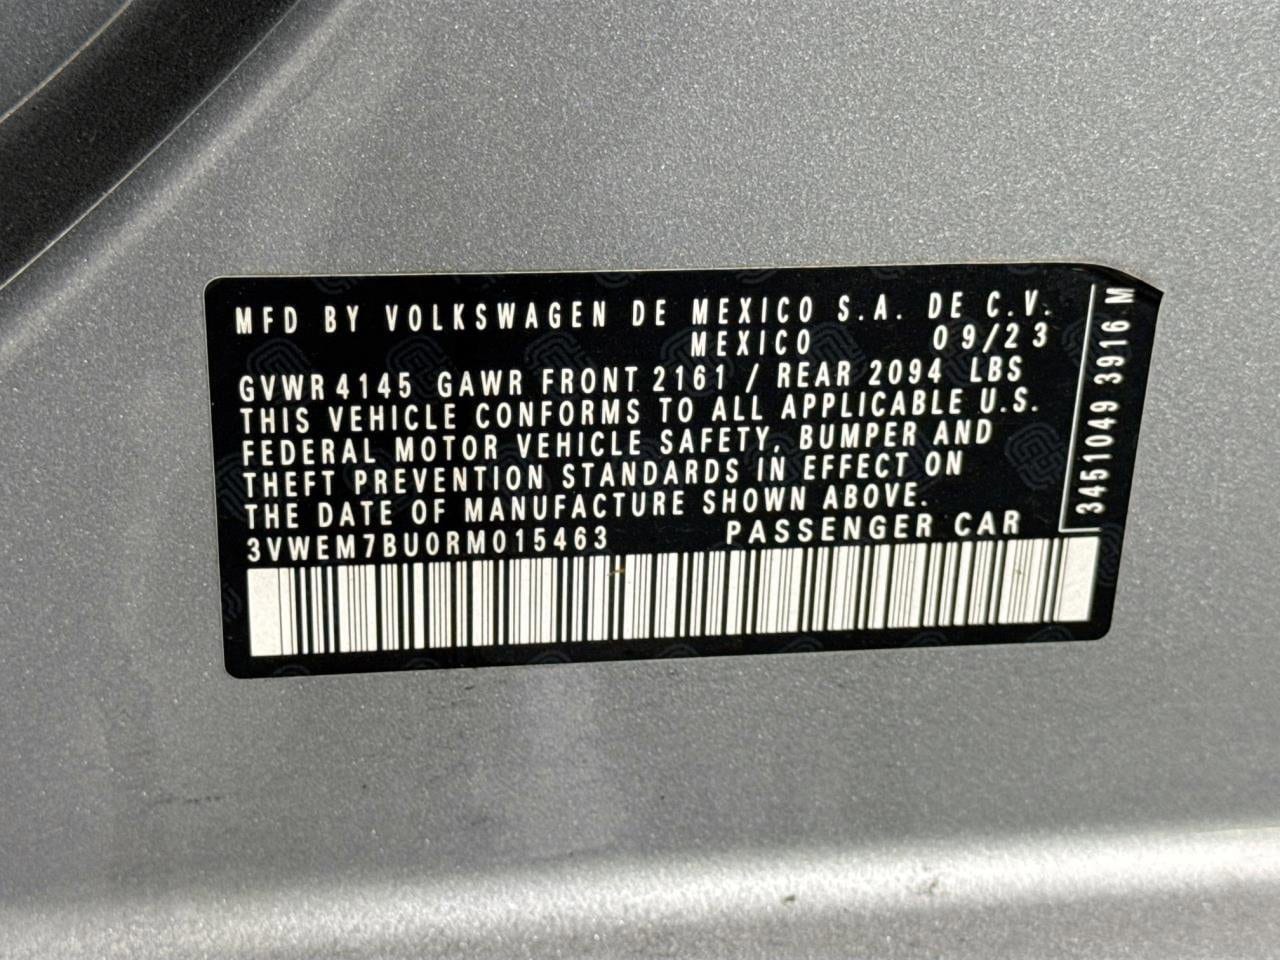 MFD BY VOLKSWAGEN DE MEXICO S.A. DE C.V.
MEXICO 09/23
GVWR 4145 GAWR FRONT 2161 / REAR 2094 LBS
THIS VEHICLE CONFORMS TO ALL APPLICABLE U.S.
FEDERAL MOTOR VEHICLE SAFETY, BUMPER AND
THEFT PREVENTION STANDARDS IN EFFECT ON
THE DATE OF MANUFACTURE SHOWN ABOVE.
3VWEM7BU0RM015463 PASSENGER CAR
3451049 3916 M